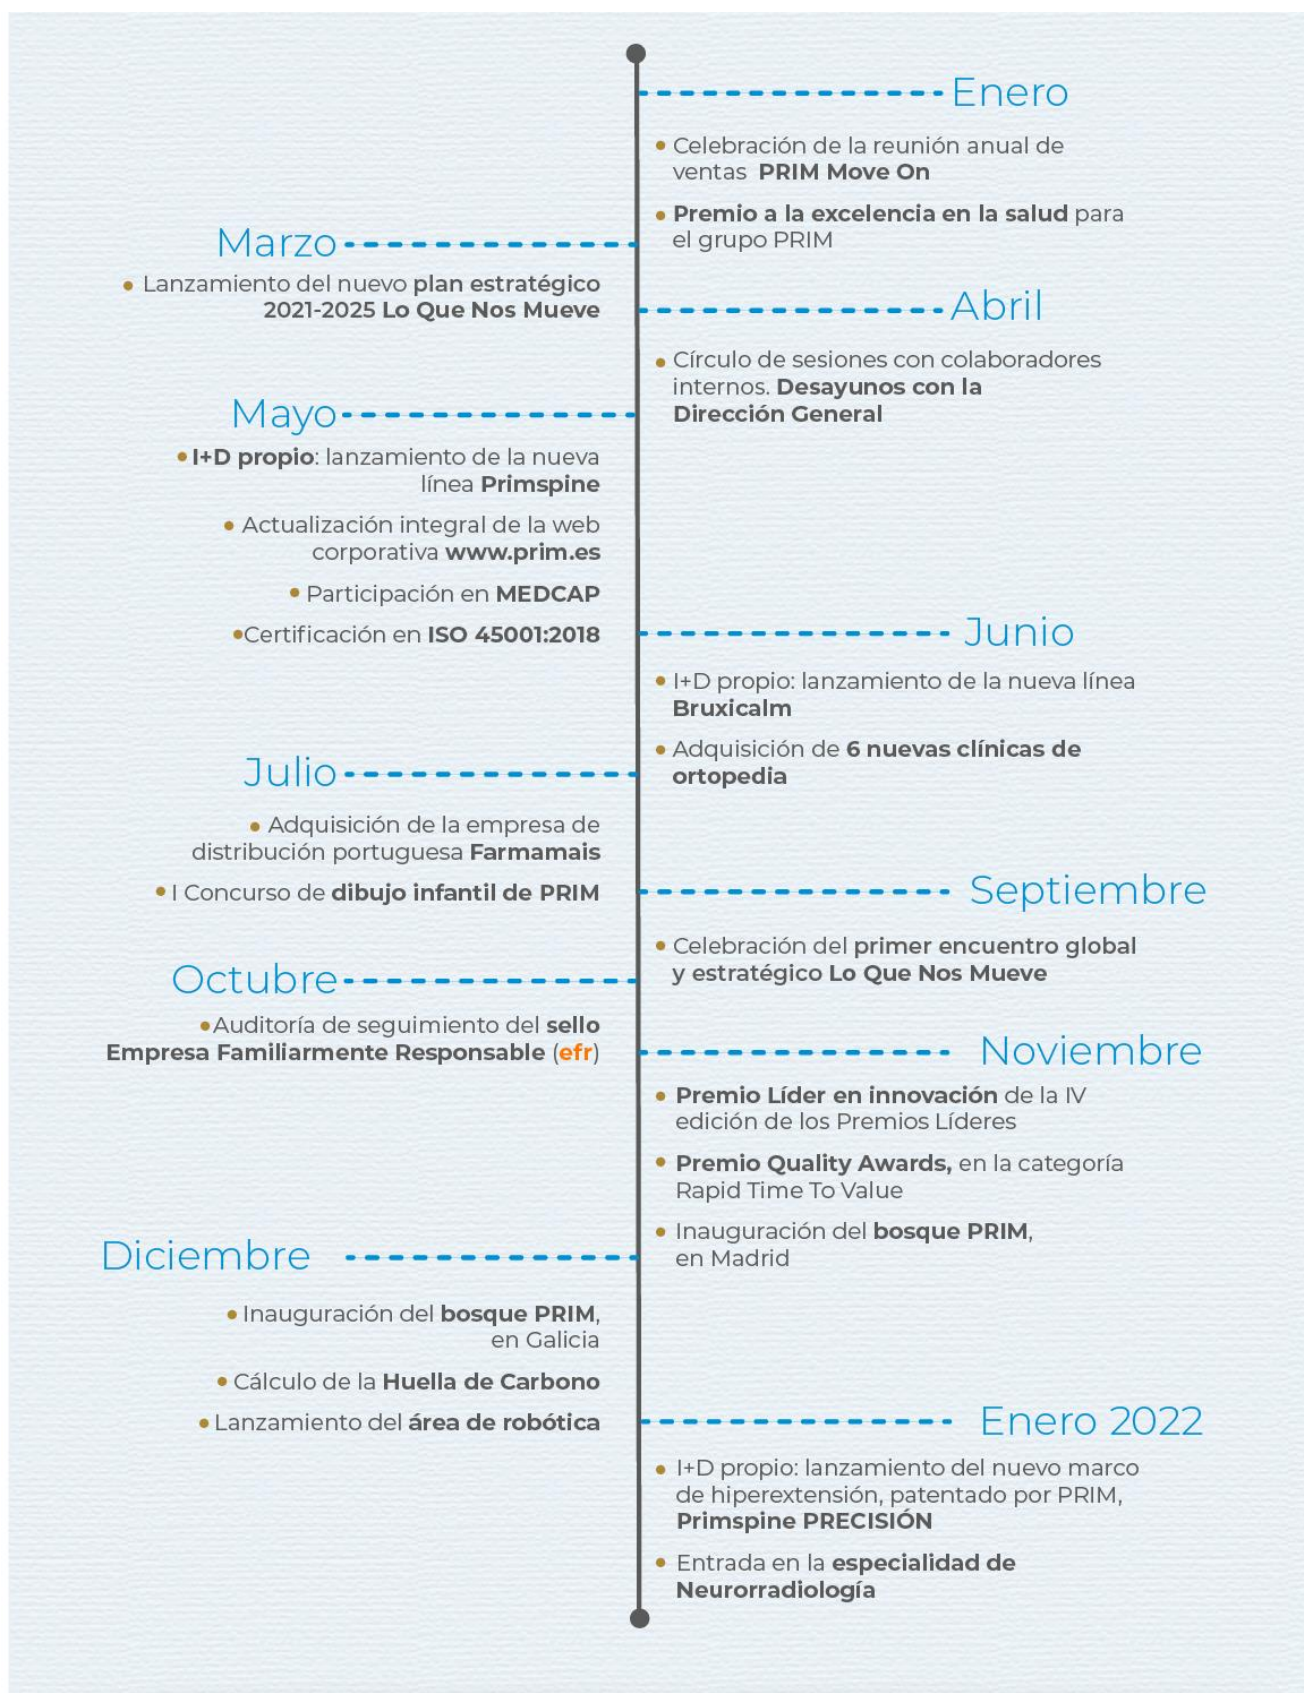 Enero
• Celebración de la reunión anual de
ventas PRIM Move On
• Premio a la excelencia en la salud para
el grupo PRIM
Marzo
• Lanzamiento del nuevo plan estratégico
2021-2025 Lo Que Nos Mueve
Abril
• Círculo de sesiones con colaboradores
internos. Desayunos con la
Dirección General
Mayo
• I+D propio: lanzamiento de la nueva
línea Primspine
• Actualización integral de la web
corporativa www.prim.es
• Participación en MEDCAP
• Certificación en ISO 45001:2018
Junio
• I+D propio: lanzamiento de la nueva línea
Bruxicalm
• Adquisición de 6 nuevas clínicas de
ortopedia
Julio
• Adquisición de la empresa de
distribución portuguesa Farmamais
• I Concurso de dibujo infantil de PRIM
Septiembre
• Celebración del primer encuentro global
y estratégico Lo Que Nos Mueve
Octubre
• Auditoría de seguimiento del sello
Empresa Familiarmente Responsable (efr)
Noviembre
• Premio Líder en innovación de la IV
edición de los Premios Líderes
• Premio Quality Awards, en la categoría
Rapid Time To Value
• Inauguración del bosque PRIM,
en Madrid
Diciembre
• Inauguración del bosque PRIM,
en Galicia
• Cálculo de la Huella de Carbono
• Lanzamiento del área de robótica
Enero 2022
• I+D propio: lanzamiento del nuevo marco
de hiperextensión, patentado por PRIM,
Primspine PRECISIÓN
• Entrada en la especialidad de
Neurorradiología